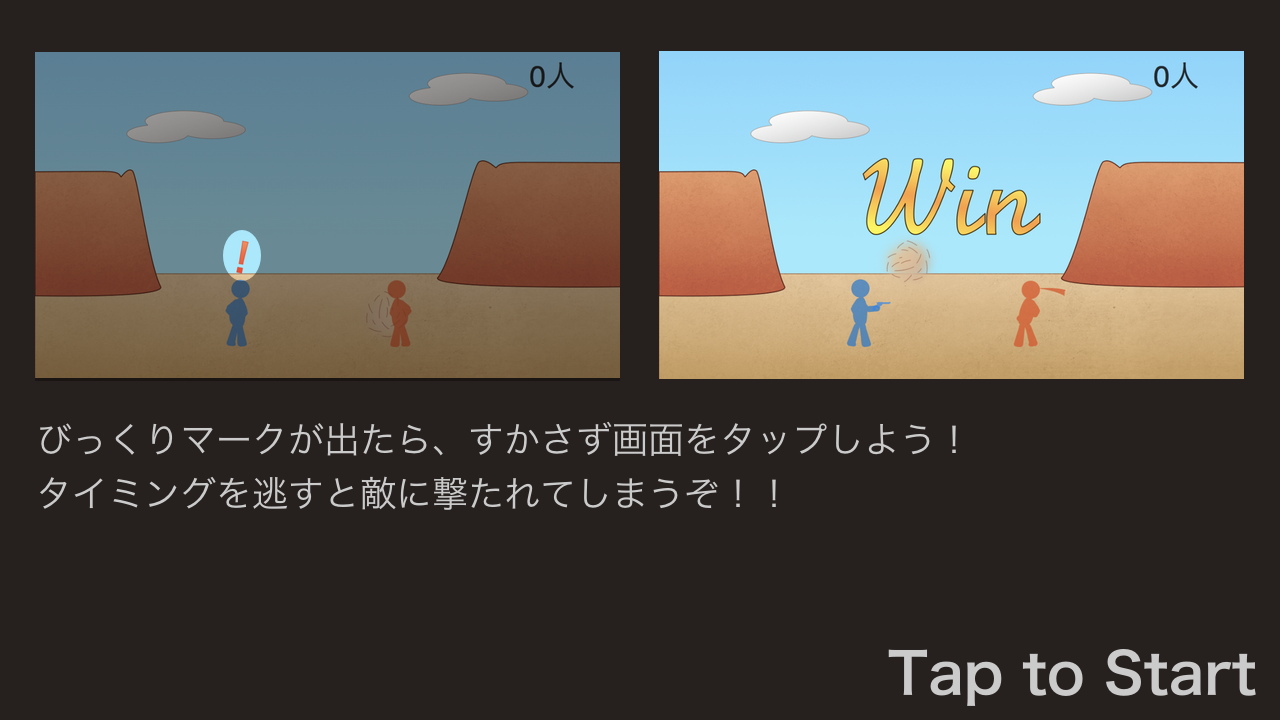 0人
!
0人
Win
びっくりマークが出たら、すかさず画面をタップしよう！
タイミングを逃すと敵に撃たれてしまうぞ！！
Tap to Start